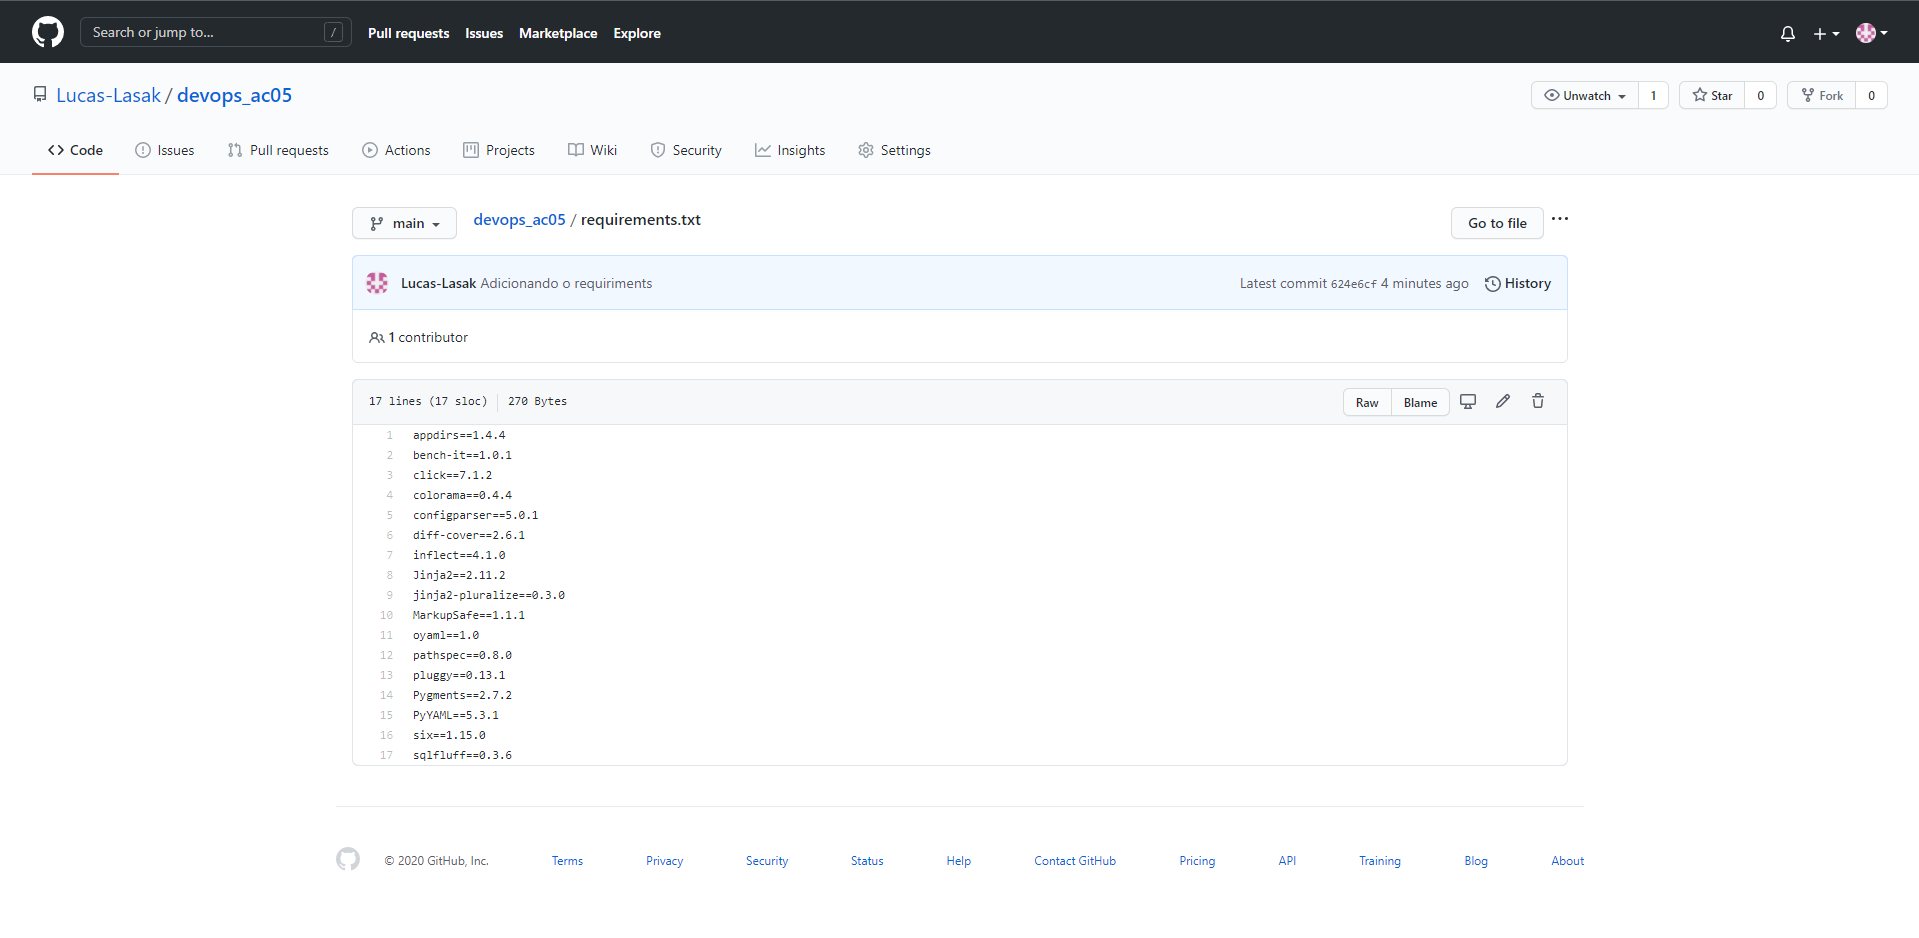 Search or jump to... /
Pull requests Issues Marketplace Explore
Lucas-Lasak / devops_ac05
Unwatch 1 Star 0 Fork 0
Code Issues Pull requests Actions Projects Wiki Security Insights Settings
main devops_ac05 / requirements.txt Go to file ...
Lucas-Lasak Adicionando o requiriments Latest commit 624e6cf 4 minutes ago History
1 contributor
17 lines (17 sloc) 270 Bytes Raw Blame
1 appdirs==1.4.4
2 bench-it==1.0.1
3 click==7.1.2
4 colorama==0.4.4
5 configparser==5.0.1
6 diff-cover==2.6.1
7 inflect==4.1.0
8 Jinja2==2.11.2
9 jinja2-pluralize==0.3.0
10 MarkupSafe==1.1.1
11 oyaml==1.0
12 pathspec==0.8.0
13 pluggy==0.13.1
14 Pygments==2.7.2
15 PyYAML==5.3.1
16 six==1.15.0
17 sqlfluff==0.3.6
© 2020 GitHub, Inc. Terms Privacy Security Status Help Contact GitHub Pricing API Training Blog About